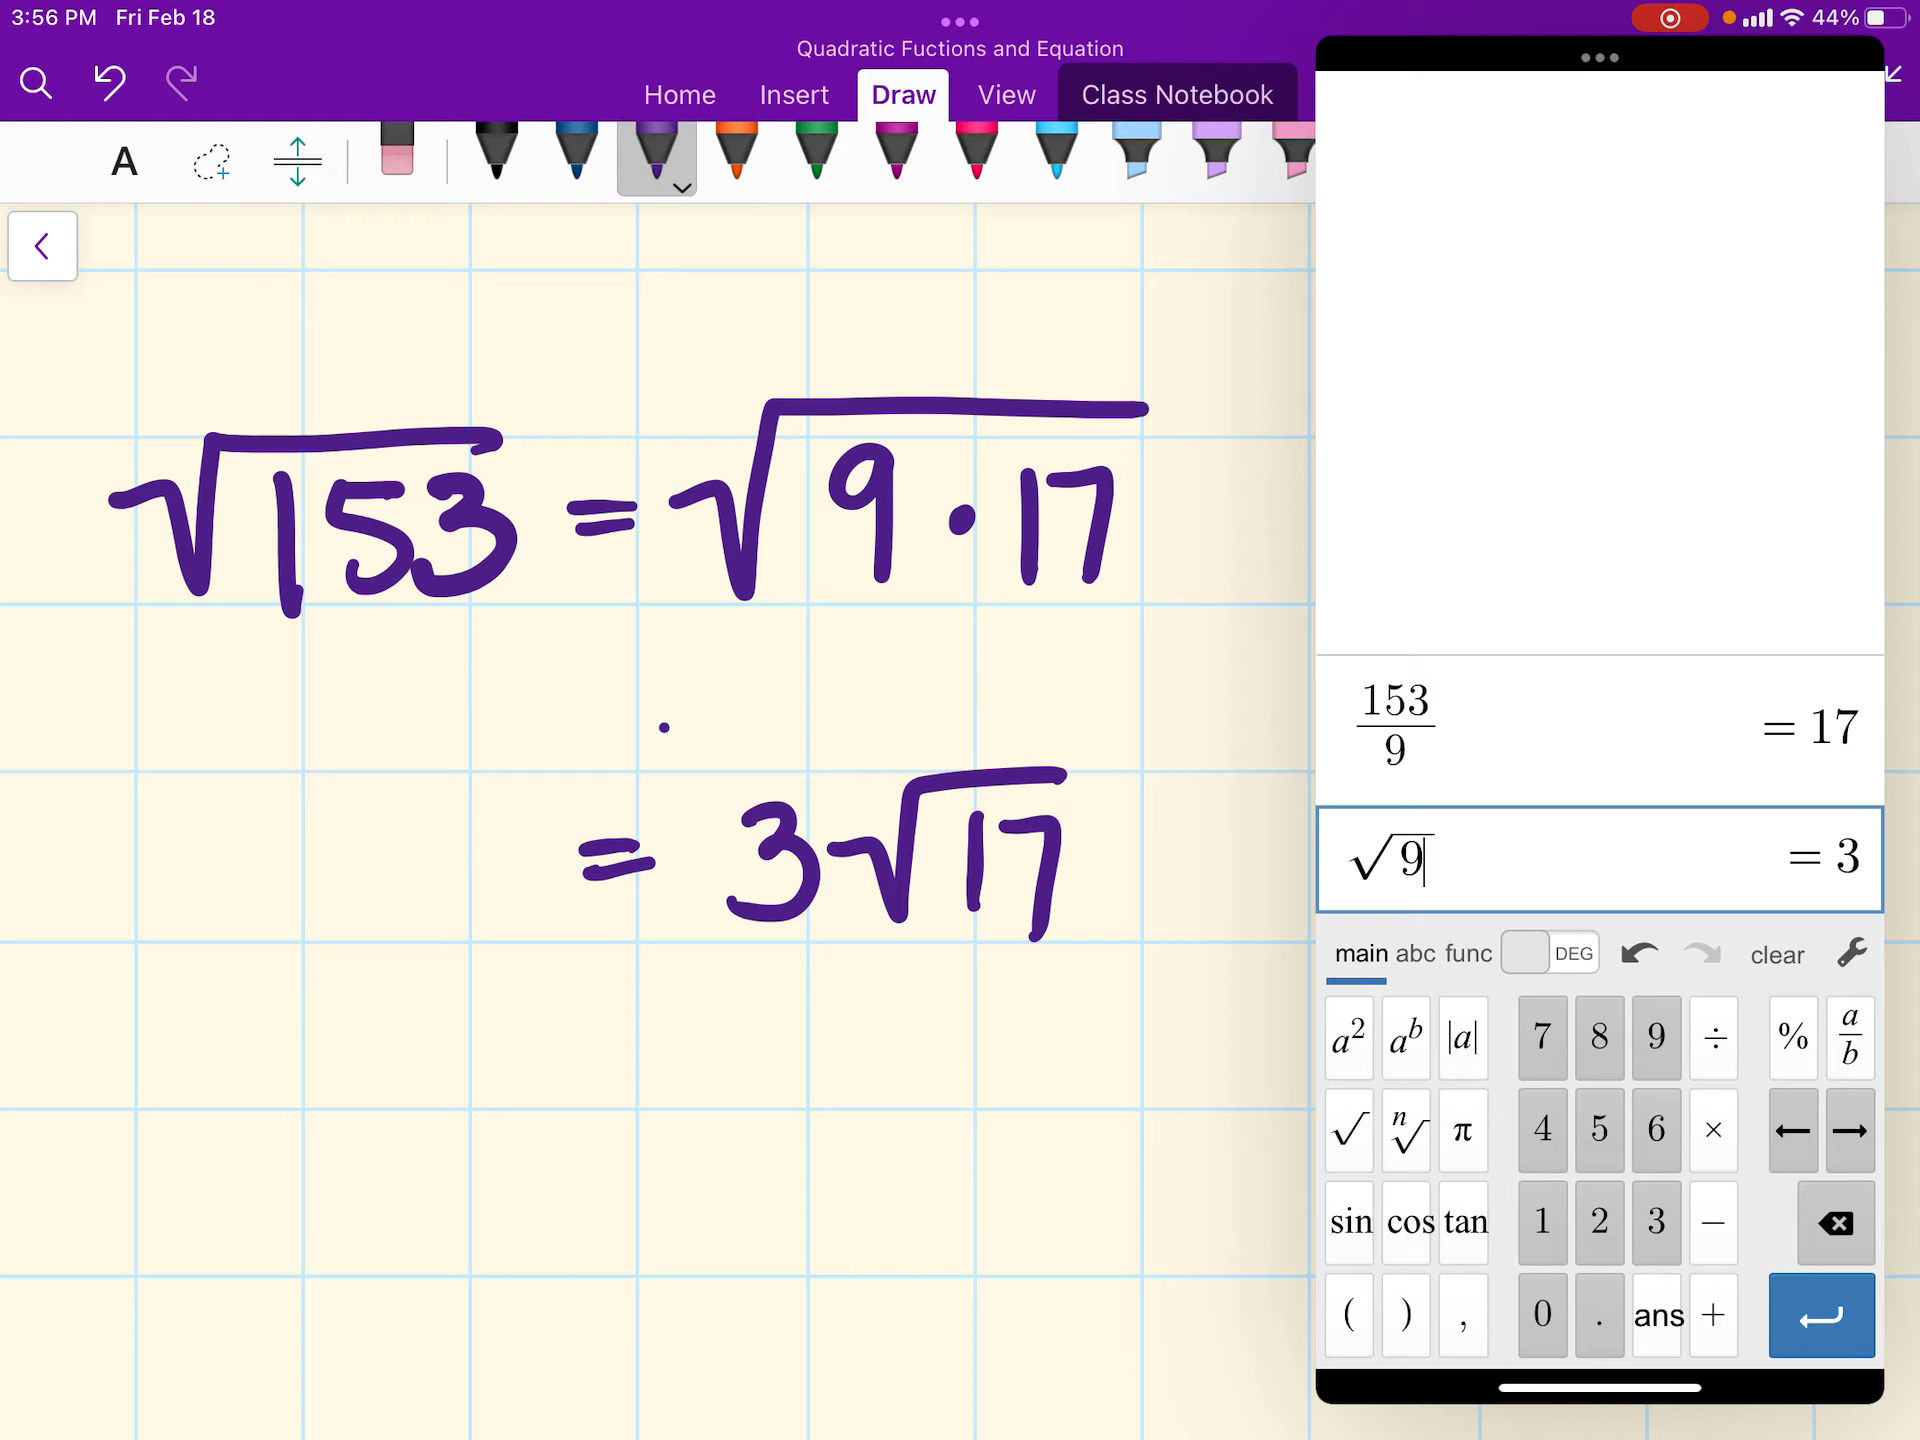 3:56 PM Fri Feb 18
44%
Quadratic Fuctions and Equation
Home Insert Draw View Class Notebook
A
√153 = √9·17
= 3√17
153/9 = 17
√9 = 3
main abc func DEG clear
a² aᵇ |a| 7 8 9 ÷ % a/b
√ ⁿ√ π 4 5 6 × ← →
sin cos tan 1 2 3 −
( ) , 0 . ans +